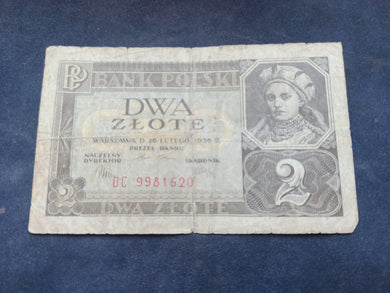 BP
BANK POLSKI
DWA
ZŁOTE
WARSZAWA D. 26 LUTEGO 1936 R.
PREZES BANKU
NACZELNY DYREKTOR
SKARBNIK
DC 9981620
2
2
DWA ZŁOTE